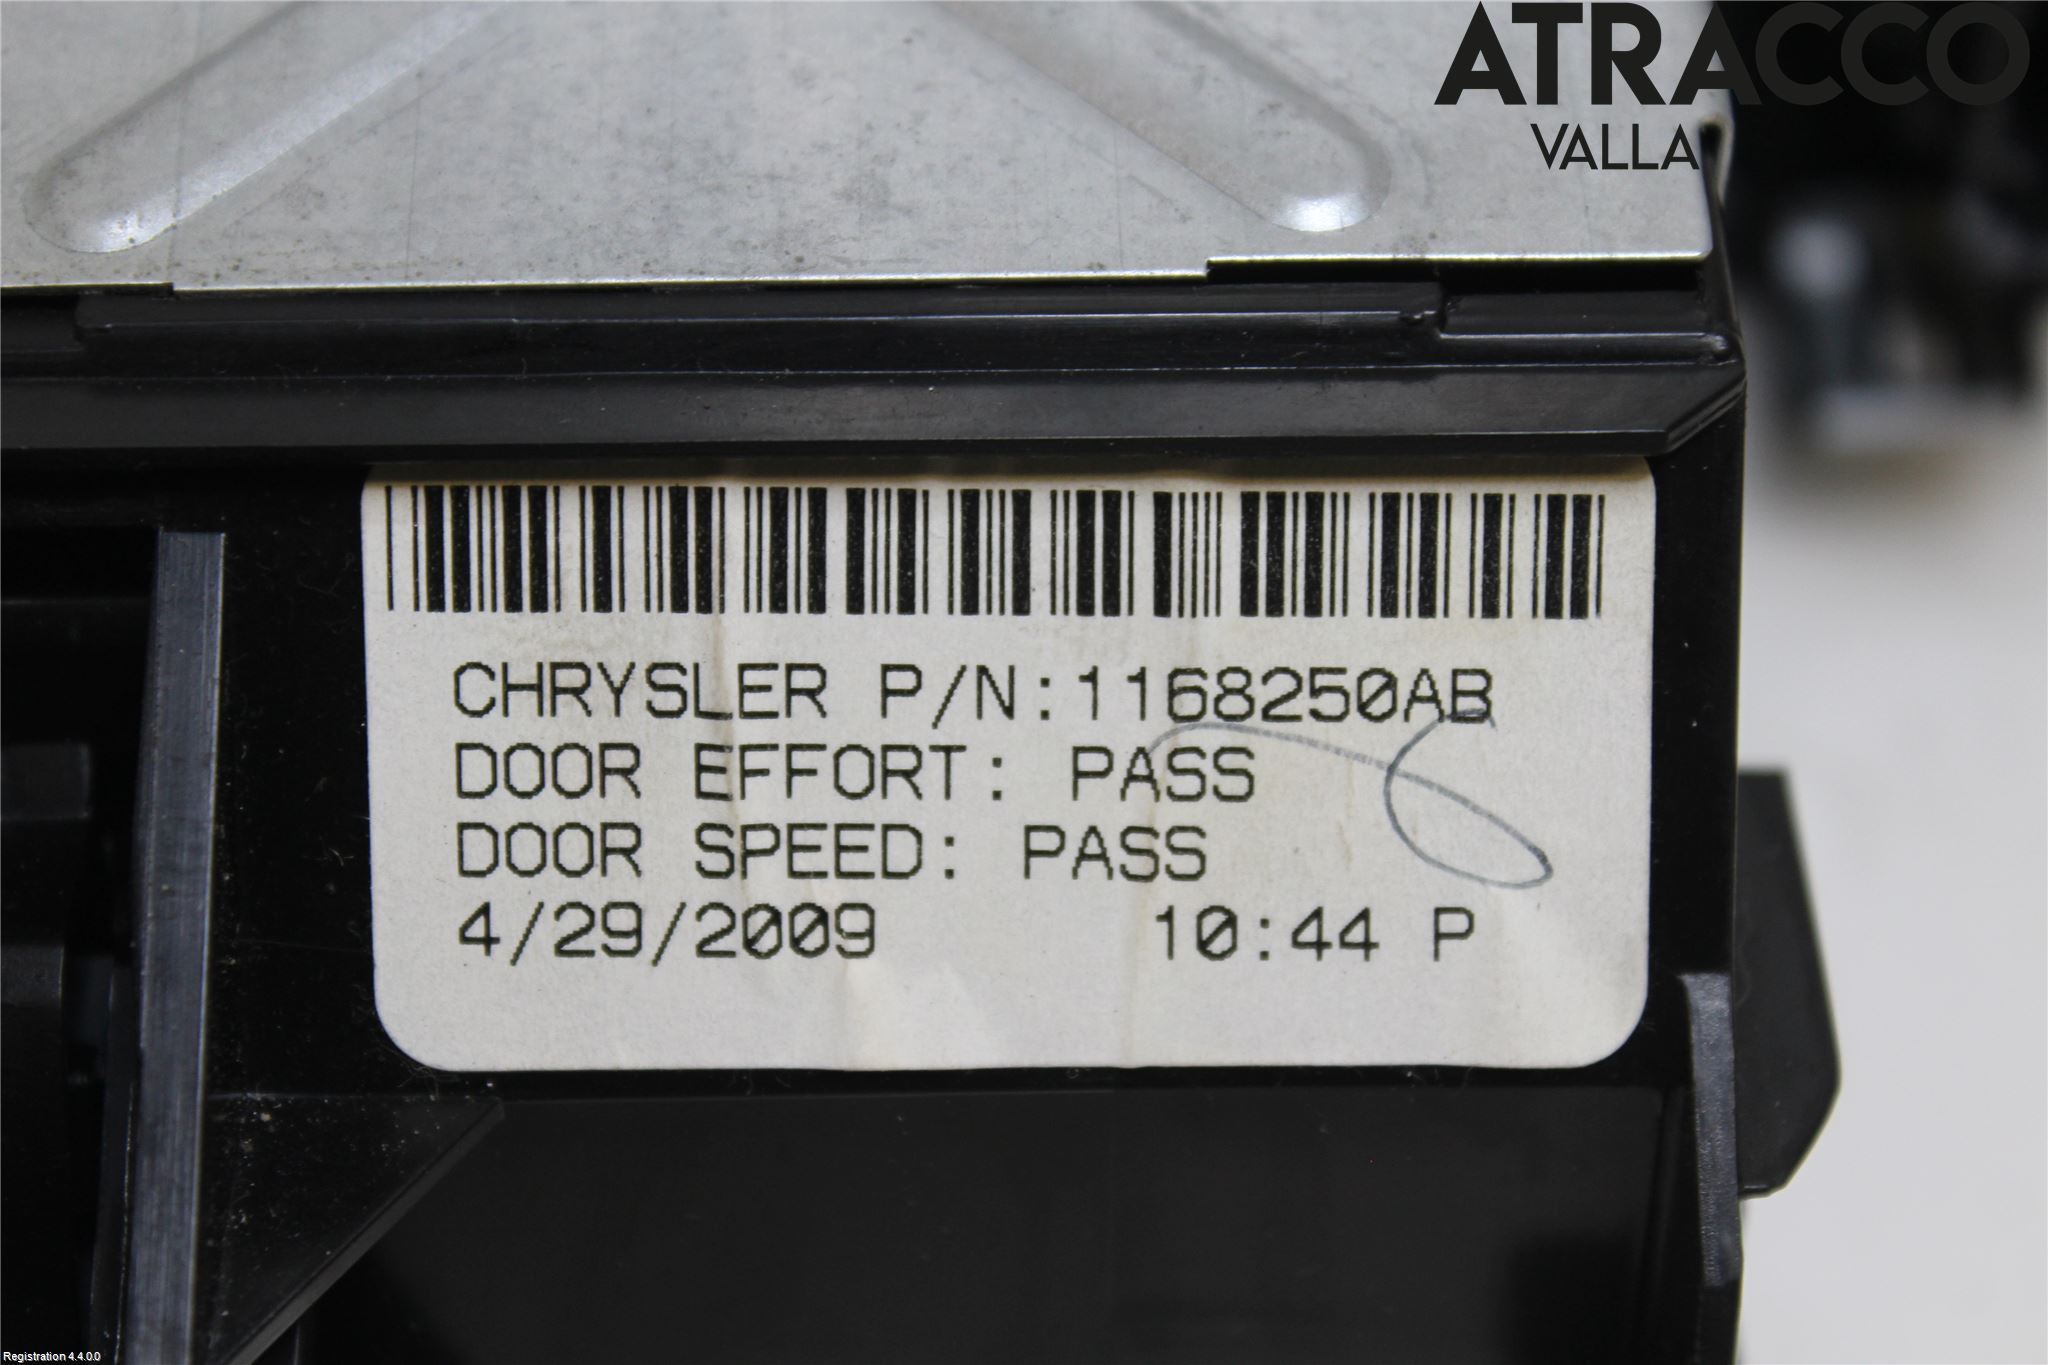 ATRACCO
VALLA
CHRYSLER P/N:1168250AB
DOOR EFFORT: PASS
DOOR SPEED: PASS
4/29/2009 10:44 P
Registration 4.4.0.0